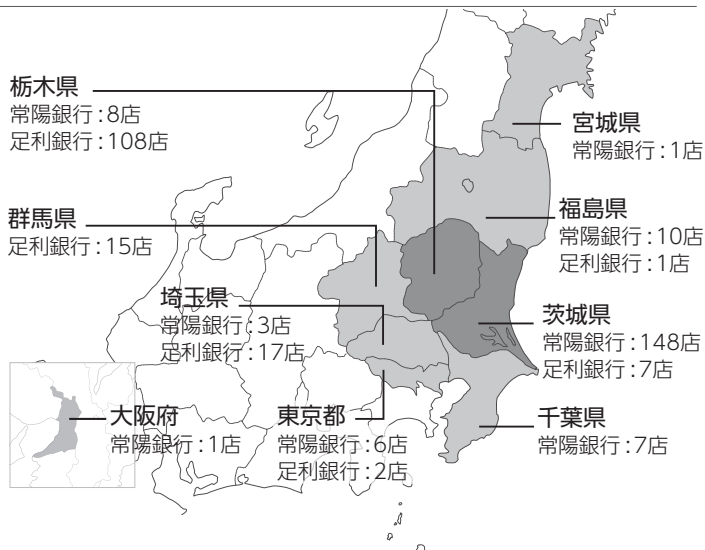 栃木県
常陽銀行:8店
足利銀行:108店
宮城県
常陽銀行:1店
福島県
常陽銀行:10店
足利銀行:1店
群馬県
足利銀行:15店
埼玉県
常陽銀行:3店
足利銀行:17店
茨城県
常陽銀行:148店
足利銀行:7店
大阪府
常陽銀行:1店
東京都
常陽銀行:6店
足利銀行:2店
千葉県
常陽銀行:7店